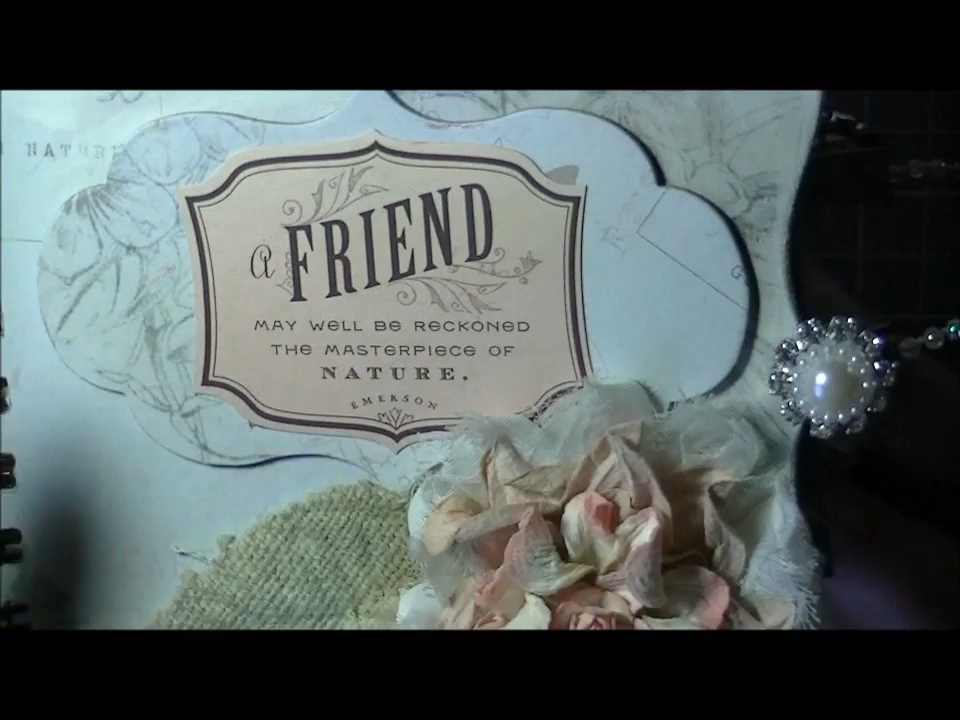 NATURE
a FRIEND
MAY WELL BE RECKONED
THE MASTERPIECE OF
NATURE.
EMERSON